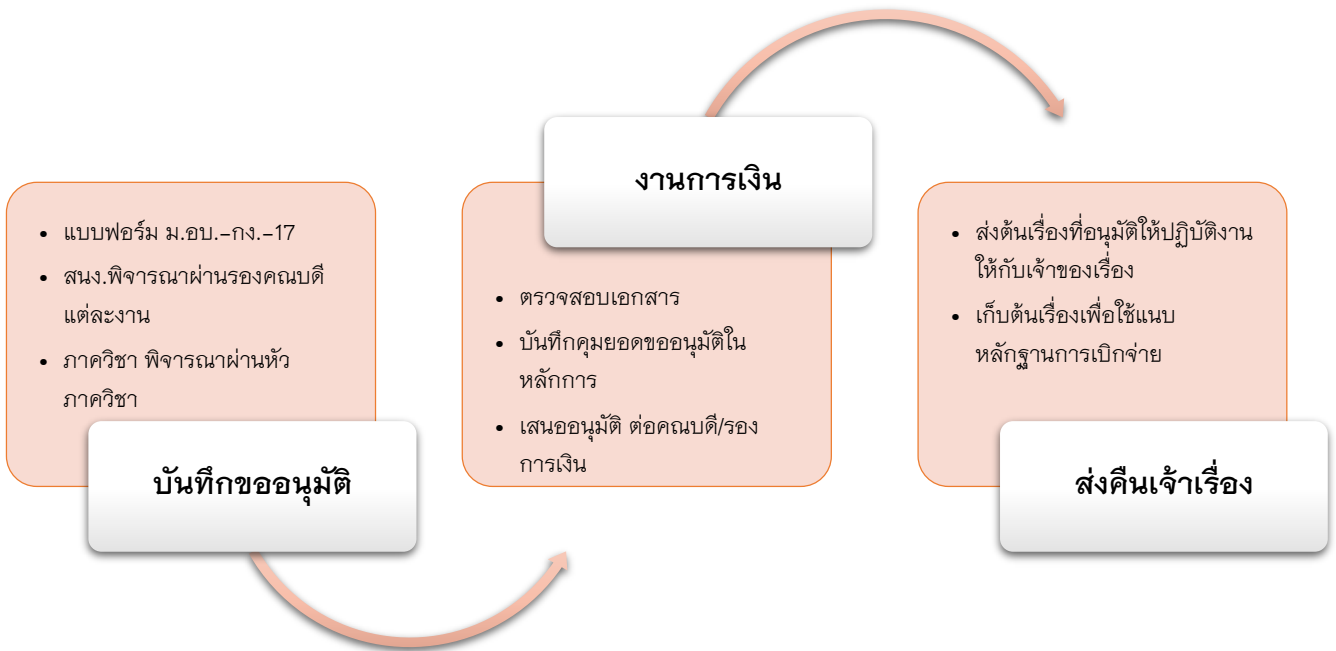 แบบฟอร์ม ม.อบ.-กง.-17
สนง.พิจารณาผ่านรองคณบดี
แต่ละงาน
ภาควิชา พิจารณาผ่านหัว
ภาควิชา
บันทึกขออนุมัติ
งานการเงิน
ตรวจสอบเอกสาร
บันทึกคุมยอดขออนุมัติใน
หลักการ
เสนออนุมัติ ต่อคณบดี/รอง
การเงิน
ส่งต้นเรื่องที่อนุมัติให้ปฏิบัติงาน
ให้กับเจ้าของเรื่อง
เก็บต้นเรื่องเพื่อใช้แนบ
หลักฐานการเบิกจ่าย
ส่งคืนเจ้าเรื่อง